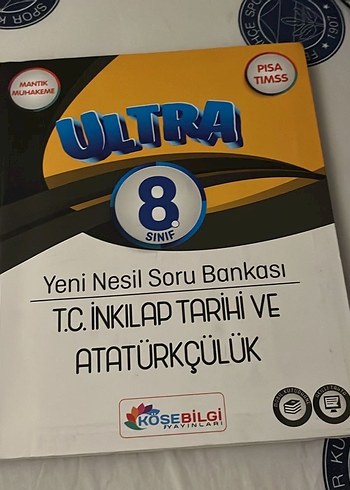 MANTIK
MUHAKEME
PISA
TIMSS
ULTRA
8.
SINIF
Yeni Nesil Soru Bankası
T.C. İNKILAP TARİHİ VE
ATATÜRKÇÜLÜK
KÖSEBİLGİ
YAYINLARI
1907